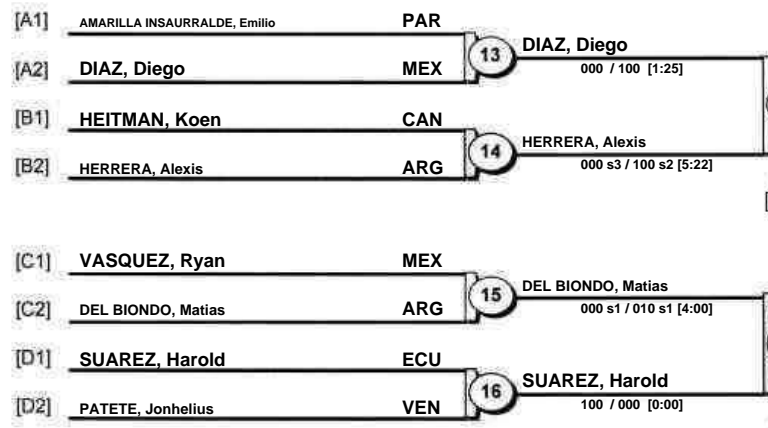 [A1] AMARILLA INSAURRALDE, Emilio PAR
13 DIAZ, Diego
[A2] DIAZ, Diego MEX
000 / 100 [1:25]
[B1] HEITMAN, Koen CAN
14 HERRERA, Alexis
[B2] HERRERA, Alexis ARG
000 s3 / 100 s2 [5:22]
[C1] VASQUEZ, Ryan MEX
15 DEL BIONDO, Matias
[C2] DEL BIONDO, Matias ARG
000 s1 / 010 s1 [4:00]
[D1] SUAREZ, Harold ECU
16 SUAREZ, Harold
[D2] PATETE, Jonhelius VEN
100 / 000 [0:00]